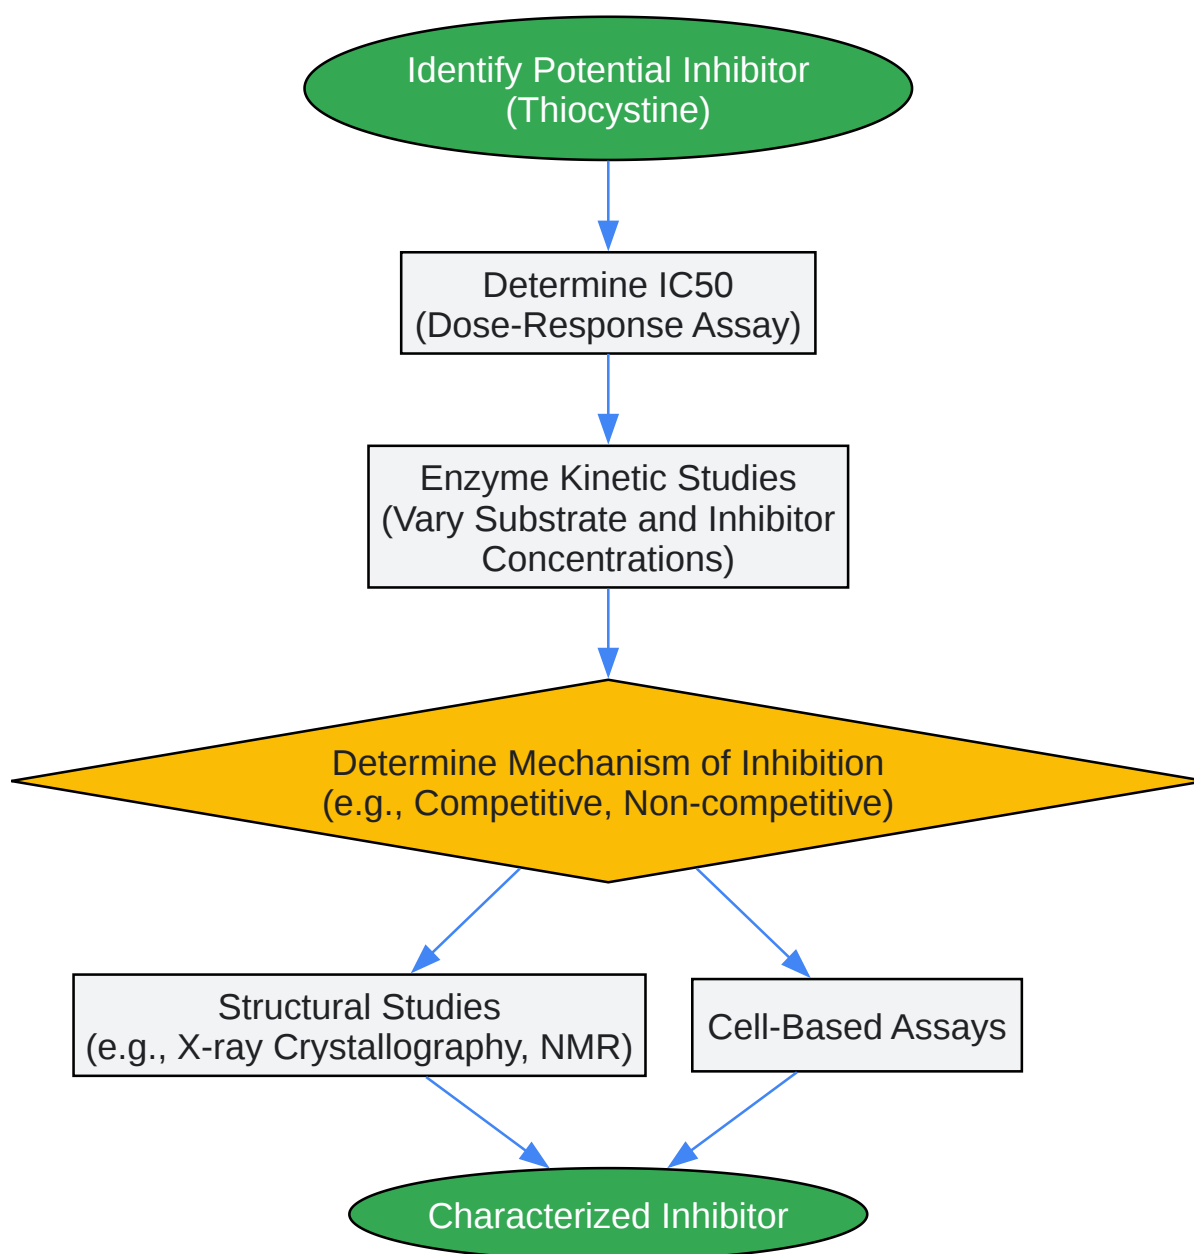 Identify Potential Inhibitor
(Thiocystine)
Determine IC50
(Dose-Response Assay)
Enzyme Kinetic Studies
(Vary Substrate and Inhibitor
Concentrations)
Determine Mechanism of Inhibition
(e.g., Competitive, Non-competitive)
Structural Studies
(e.g., X-ray Crystallography, NMR)
Cell-Based Assays
Characterized Inhibitor